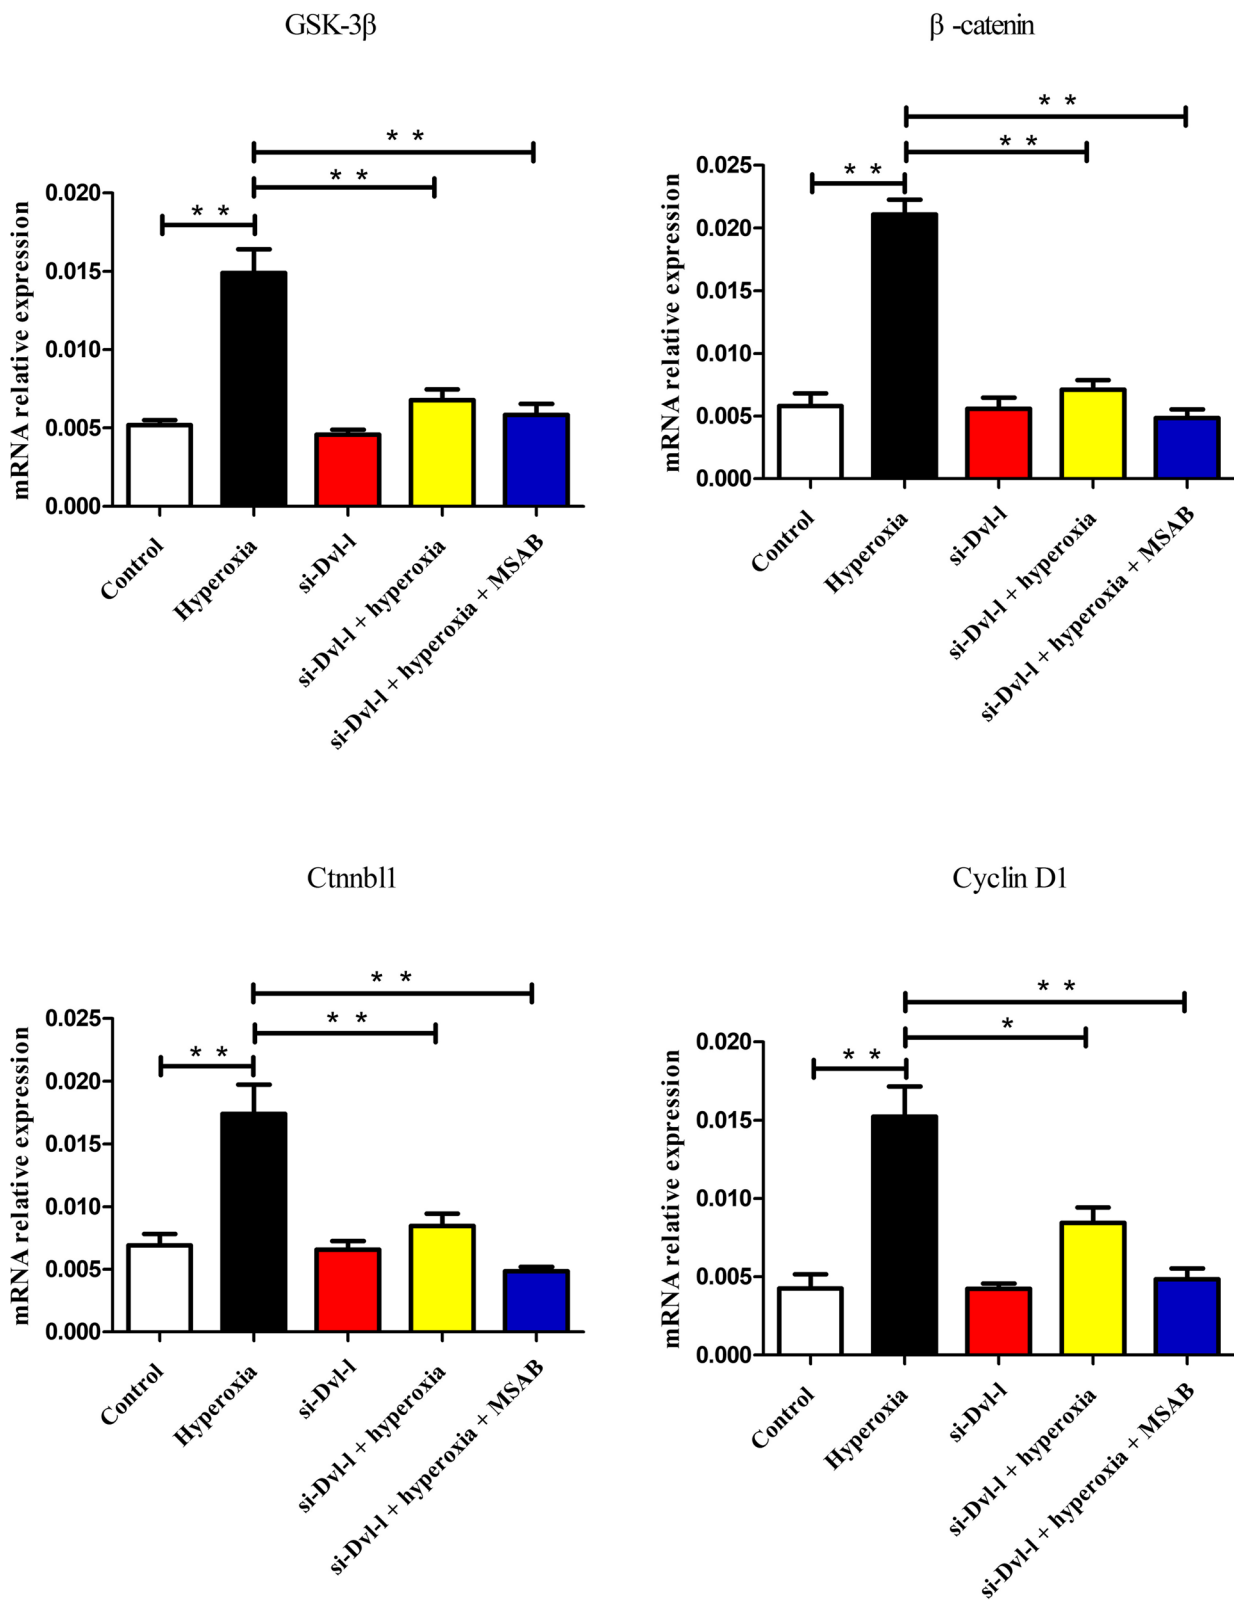 GSK-3β
* *
* *
* *
mRNA relative expression
0.020
0.015
0.010
0.005
0.000
Control
Hyperoxia
si-Dvl-1
si-Dvl-1 + hyperoxia
si-Dvl-1 + hyperoxia + MSAB
β -catenin
* *
* *
* *
mRNA relative expression
0.025
0.020
0.015
0.010
0.005
0.000
Control
Hyperoxia
si-Dvl-1
si-Dvl-1 + hyperoxia
si-Dvl-1 + hyperoxia + MSAB
Ctnnbl1
* *
* *
* *
mRNA relative expression
0.025
0.020
0.015
0.010
0.005
0.000
Control
Hyperoxia
si-Dvl-1
si-Dvl-1 + hyperoxia
si-Dvl-1 + hyperoxia + MSAB
Cyclin D1
* *
*
* *
mRNA relative expression
0.020
0.015
0.010
0.005
0.000
Control
Hyperoxia
si-Dvl-1
si-Dvl-1 + hyperoxia
si-Dvl-1 + hyperoxia + MSAB